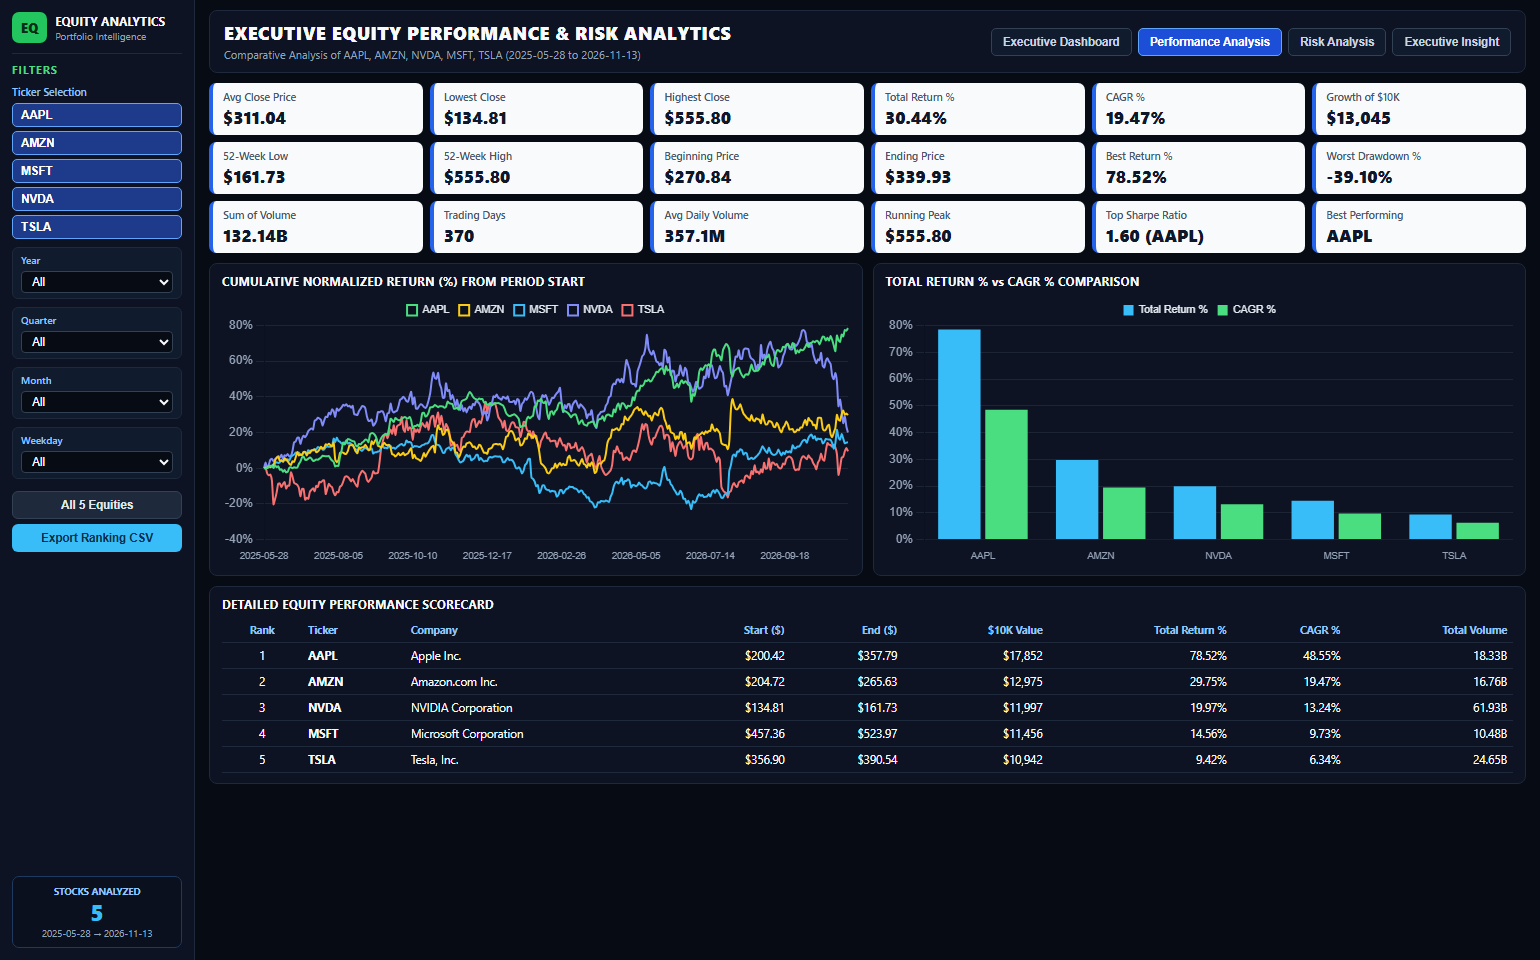 EQ
EQUITY ANALYTICS
Portfolio Intelligence
FILTERS
Ticker Selection
AAPL
AMZN
MSFT
NVDA
TSLA
Year
All
Quarter
All
Month
All
Weekday
All
All 5 Equities
Export Ranking CSV
STOCKS ANALYZED
5
2025-05-28 → 2026-11-13
EXECUTIVE EQUITY PERFORMANCE & RISK ANALYTICS
Comparative Analysis of AAPL, AMZN, NVDA, MSFT, TSLA (2025-05-28 to 2026-11-13)
Executive Dashboard Performance Analysis Risk Analysis Executive Insight
Avg Close Price Lowest Close Highest Close Total Return % CAGR % Growth of $10K
$311.04 $134.81 $555.80 30.44% 19.47% $13,045
52-Week Low 52-Week High Beginning Price Ending Price Best Return % Worst Drawdown %
$161.73 $555.80 $270.84 $339.93 78.52% -39.10%
Sum of Volume Trading Days Avg Daily Volume Running Peak Top Sharpe Ratio Best Performing
132.14B 370 357.1M $555.80 1.60 (AAPL) AAPL
CUMULATIVE NORMALIZED RETURN (%) FROM PERIOD START
AAPL AMZN MSFT NVDA TSLA
80%
60%
40%
20%
0%
-20%
-40%
2025-05-28 2025-08-05 2025-10-10 2025-12-17 2026-02-26 2026-05-05 2026-07-14 2026-09-18
TOTAL RETURN % vs CAGR % COMPARISON
Total Return % CAGR %
80%
70%
60%
50%
40%
30%
20%
10%
0%
AAPL AMZN NVDA MSFT TSLA
DETAILED EQUITY PERFORMANCE SCORECARD
Rank Ticker Company Start ($) End ($) $10K Value Total Return % CAGR % Total Volume
1 AAPL Apple Inc. $200.42 $357.79 $17,852 78.52% 48.55% 18.33B
2 AMZN Amazon.com Inc. $204.72 $265.63 $12,975 29.75% 19.47% 16.76B
3 NVDA NVIDIA Corporation $134.81 $161.73 $11,997 19.97% 13.24% 61.93B
4 MSFT Microsoft Corporation $457.36 $523.97 $11,456 14.56% 9.73% 10.48B
5 TSLA Tesla, Inc. $356.90 $390.54 $10,942 9.42% 6.34% 24.65B